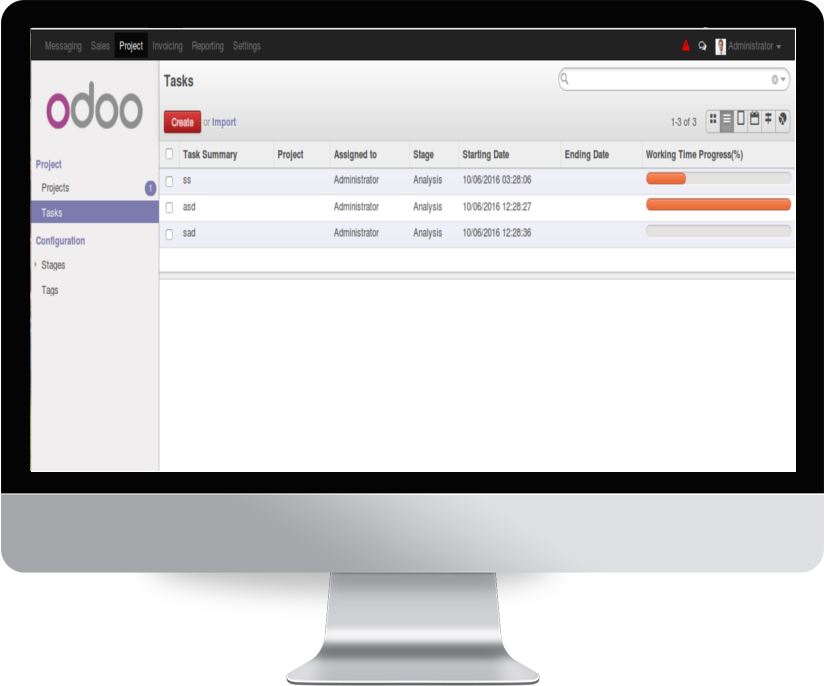 Messaging Sales Project Invoicing Reporting Settings Administrator
odoo
Tasks
Create or Import
1-3 of 3
Project
Projects 1
Tasks
Configuration
Stages
Tags
Task Summary Project Assigned to Stage Starting Date Ending Date Working Time Progress(%)
ss Administrator Analysis 10/06/2016 03:28:06
asd Administrator Analysis 10/06/2016 12:28:27
sad Administrator Analysis 10/06/2016 12:28:36